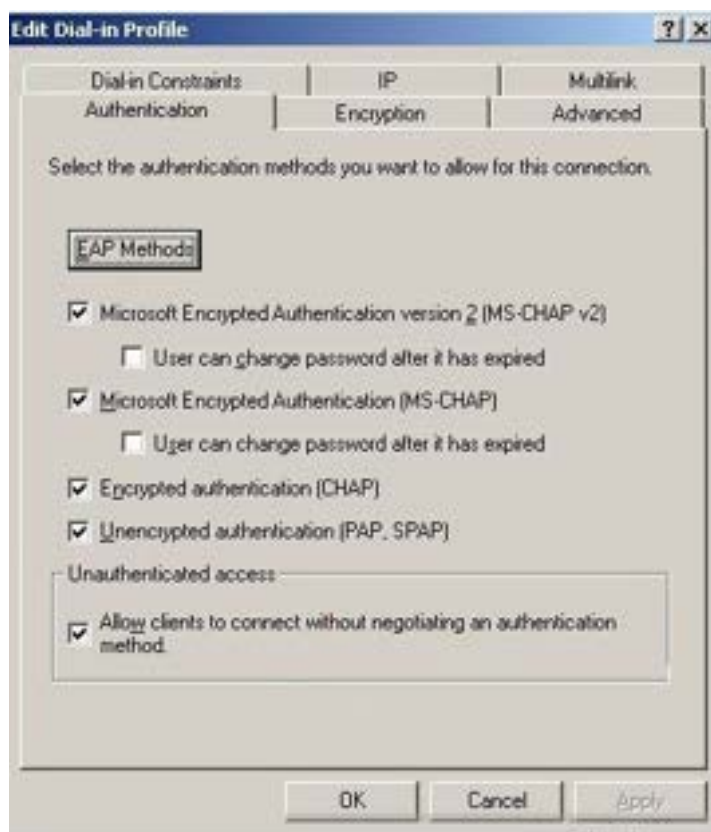 Edit Dial-in Profile
? X
Dial-in Constraints IP Multilink
Authentication Encryption Advanced
Select the authentication methods you want to allow for this connection.
EAP Methods
Microsoft Encrypted Authentication version 2 (MS-CHAP v2)
User can change password after it has expired
Microsoft Encrypted Authentication (MS-CHAP)
User can change password after it has expired
Encrypted authentication (CHAP)
Unencrypted authentication (PAP, SPAP)
Unauthenticated access
Allow clients to connect without negotiating an authentication
method.
OK Cancel Apply